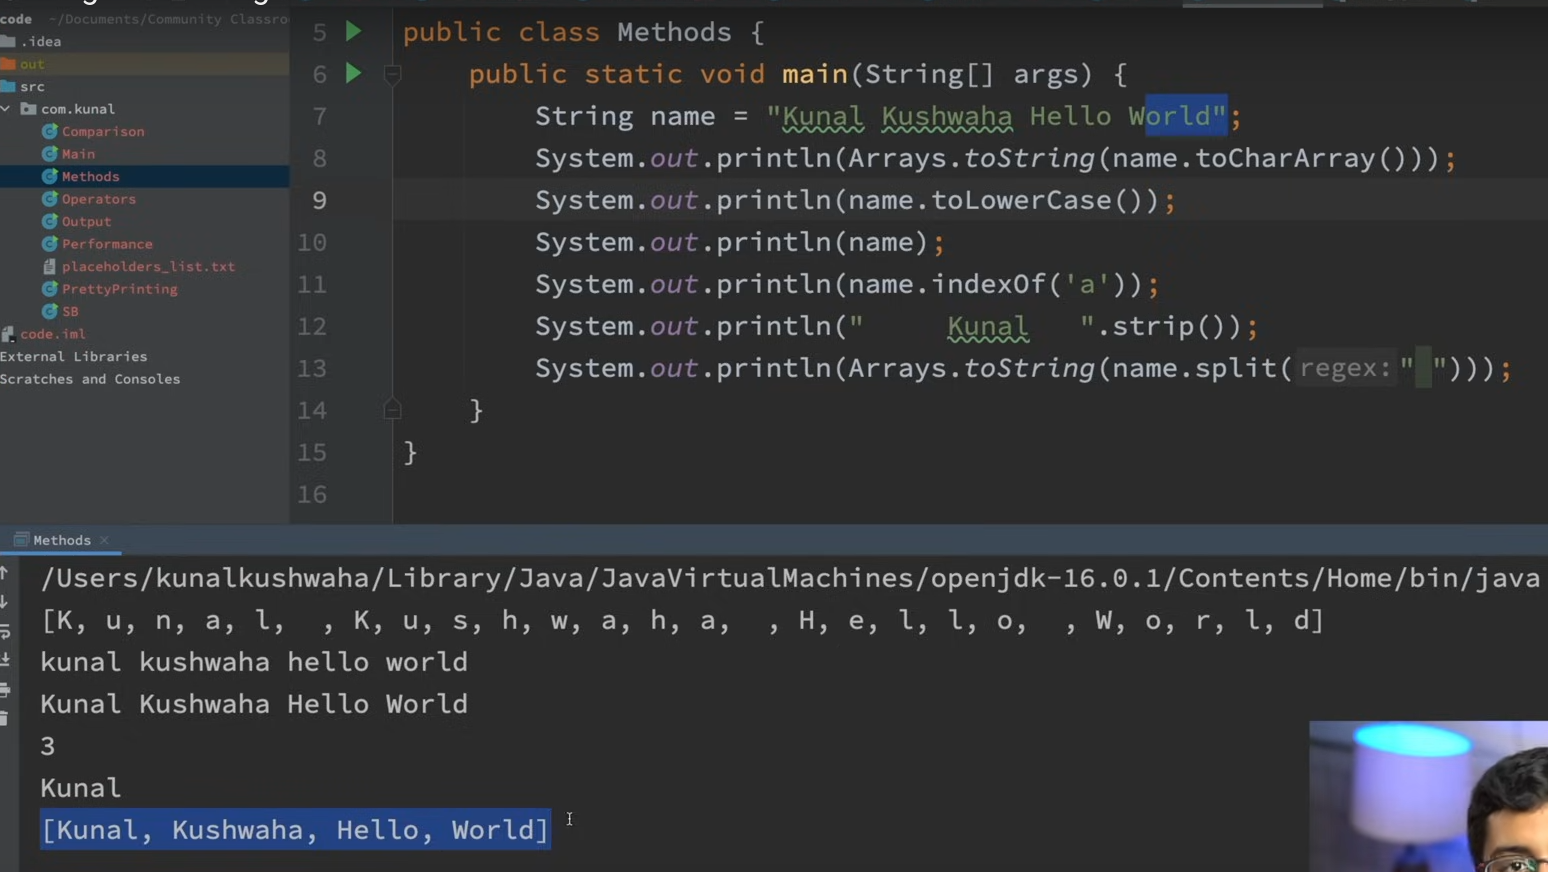 code ~/Documents/Community Classro
.idea
out
src
com.kunal
Comparison
Main
Methods
Operators
Output
Performance
placeholders_list.txt
PrettyPrinting
SB
code.iml
External Libraries
Scratches and Consoles
5 public class Methods {
6 public static void main(String[] args) {
7 String name = "Kunal Kushwaha Hello World";
8 System.out.println(Arrays.toString(name.toCharArray()));
9 System.out.println(name.toLowerCase());
10 System.out.println(name);
11 System.out.println(name.indexOf('a'));
12 System.out.println("     Kunal   ".strip());
13 System.out.println(Arrays.toString(name.split( regex: " ")));
14 }
15 }
16
Methods
/Users/kunalkushwaha/Library/Java/JavaVirtualMachines/openjdk-16.0.1/Contents/Home/bin/java
[K, u, n, a, l,  , K, u, s, h, w, a, h, a,  , H, e, l, l, o,  , W, o, r, l, d]
kunal kushwaha hello world
Kunal Kushwaha Hello World
3
Kunal
[Kunal, Kushwaha, Hello, World]